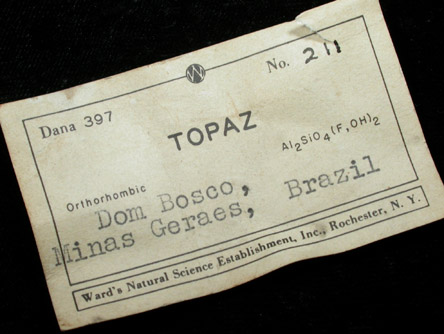 W
No. 211
Dana 397
TOPAZ
Al2SiO4(F,OH)2
Orthorhombic
Dom Bosco,
Minas Geraes, Brazil
Ward's Natural Science Establishment, Inc., Rochester, N. Y.